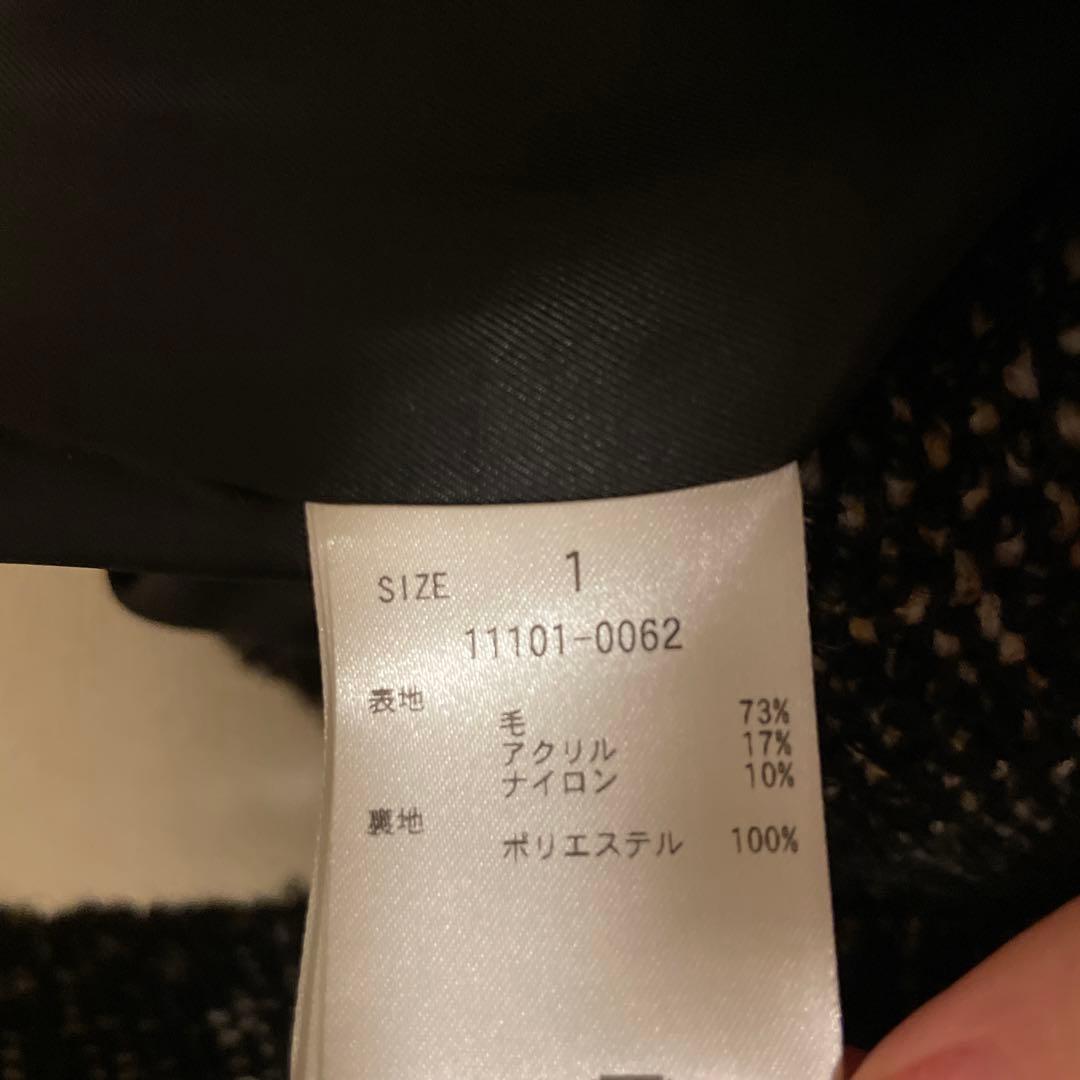 SIZE 1
11101-0062
表地
毛 73%
アクリル 17%
ナイロン 10%
裏地
ポリエステル 100%